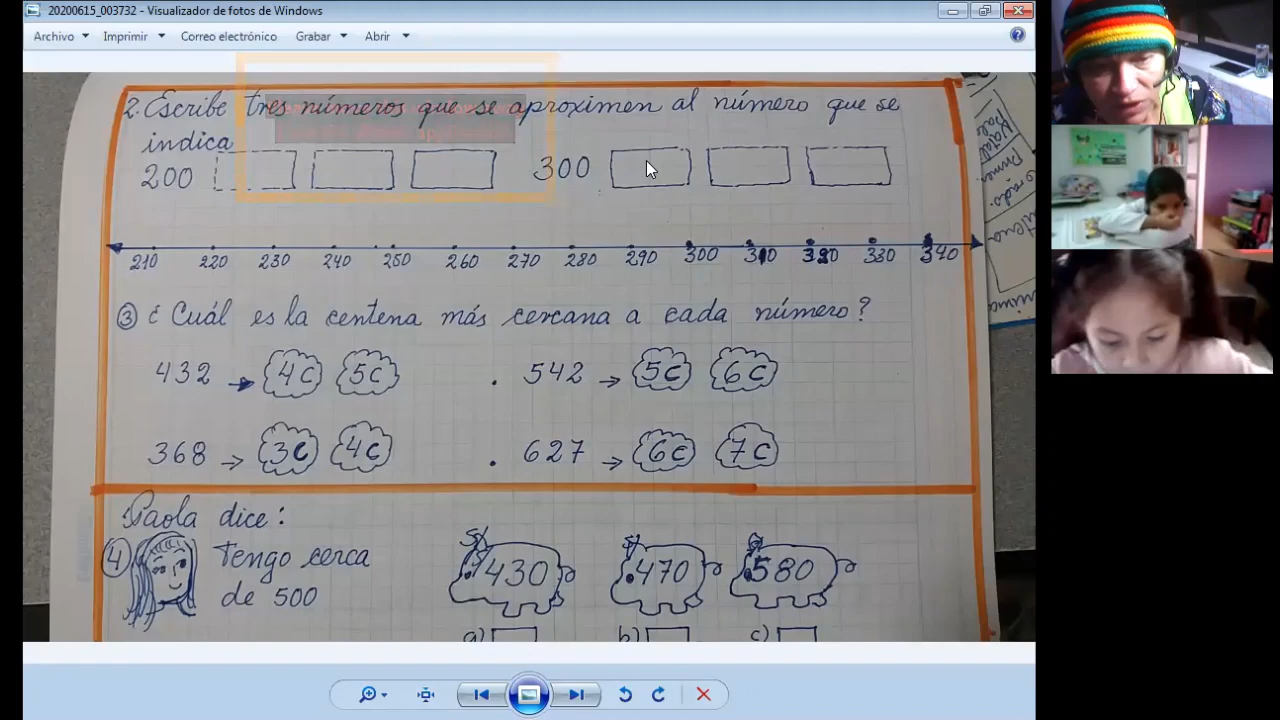 20200615_003732 - Visualizador de fotos de Windows
Archivo Imprimir Correo electrónico Grabar Abrir
2. Escribe tres números que se aproximen al número que se
indica
200 300
210 220 230 240 250 260 270 280 290 300 310 320 330 340
③ ¿ Cuál es la centena más cercana a cada número?
432 → 4C 5C . 542 → 5C 6C
368 → 3C 4C . 627 → 6C 7C
Paola dice:
4 Tengo cerca
de 500
430 470 580
a) b) c)